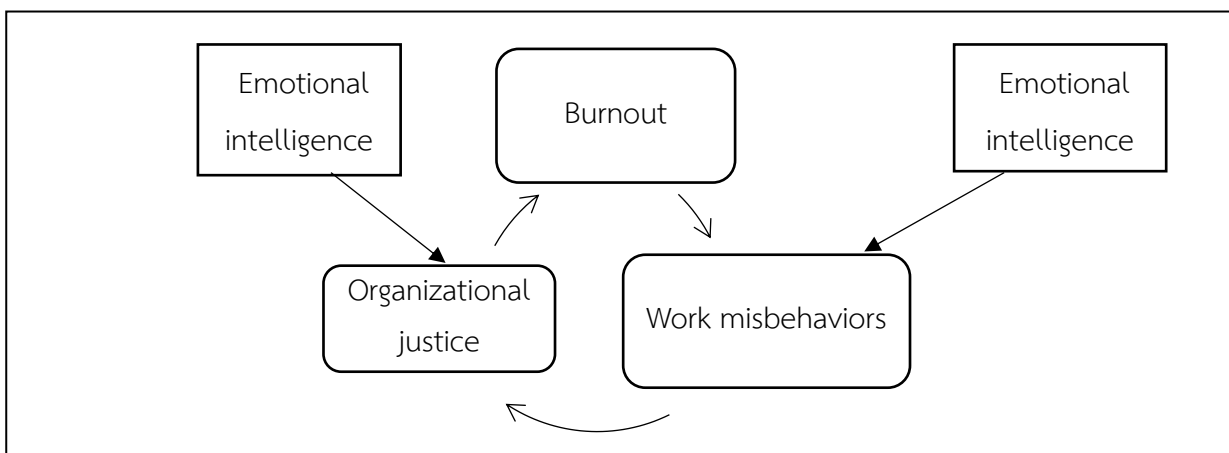 Emotional
intelligence
Burnout
Emotional
intelligence
Organizational
justice
Work misbehaviors